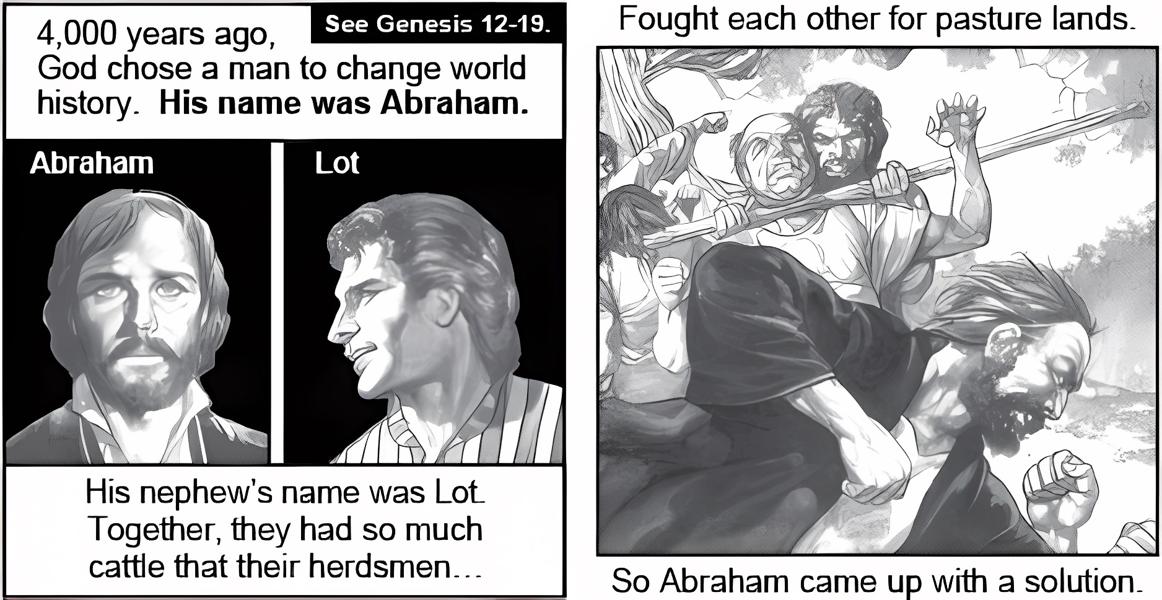 See Genesis 12-19.
4,000 years ago,
God chose a man to change world
history. His name was Abraham.
Abraham
Lot
His nephew's name was Lot.
Together, they had so much
cattle that their herdsmen...
Fought each other for pasture lands.
So Abraham came up with a solution.